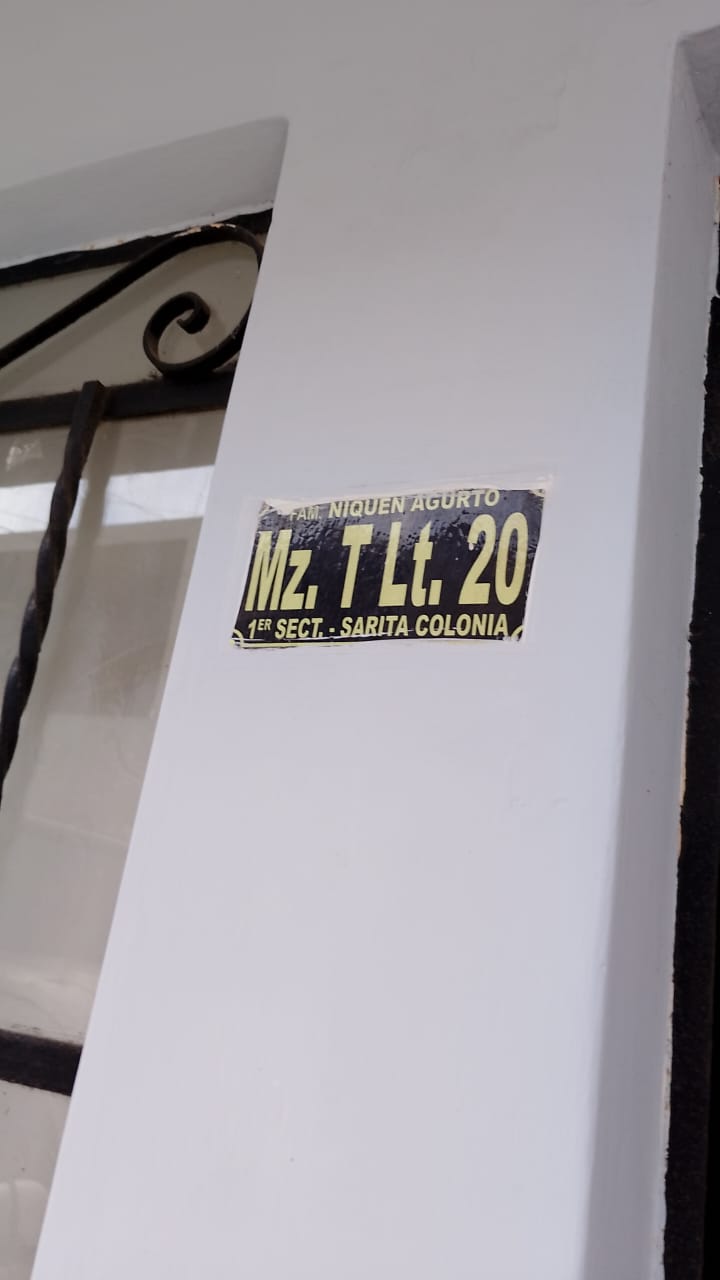 FAM. NIQUEN AGURTO
Mz. T Lt. 20
1ER SECT. - SARITA COLONIA